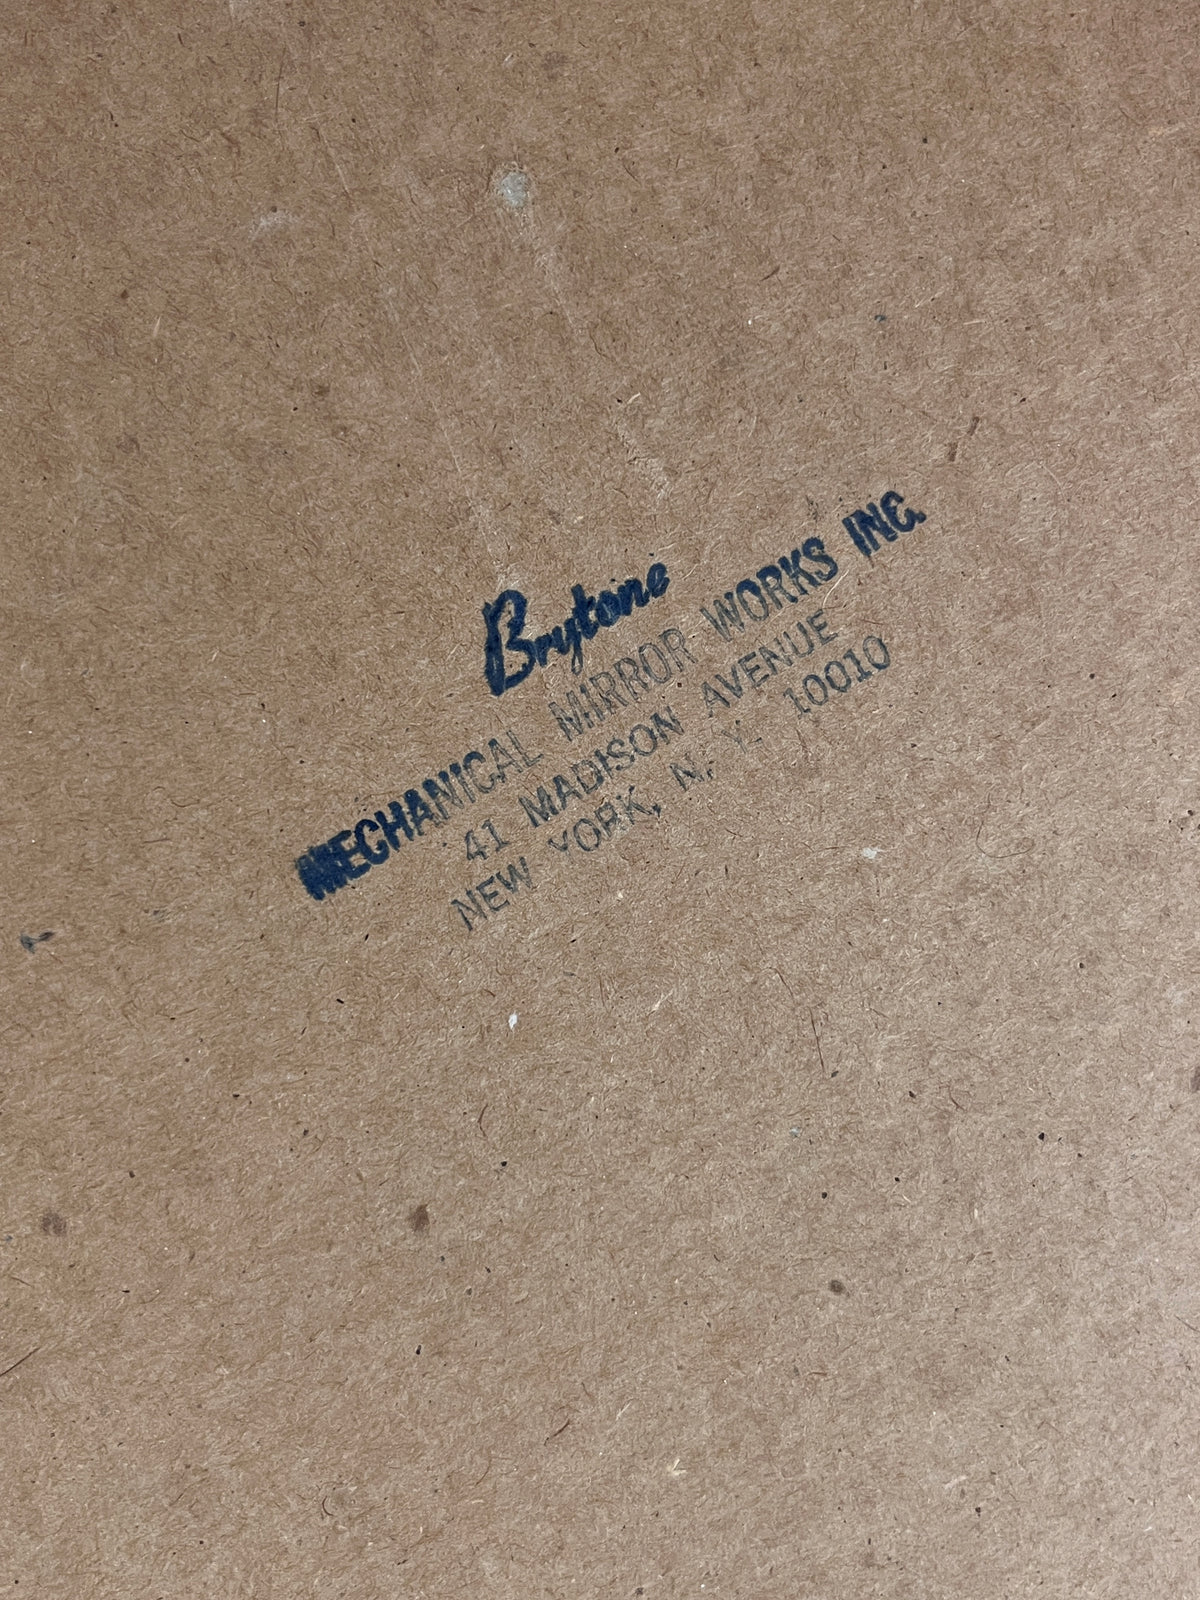 Brytone
MECHANICAL MIRROR WORKS INC.
41 MADISON AVENUE
NEW YORK, N. Y. 10010